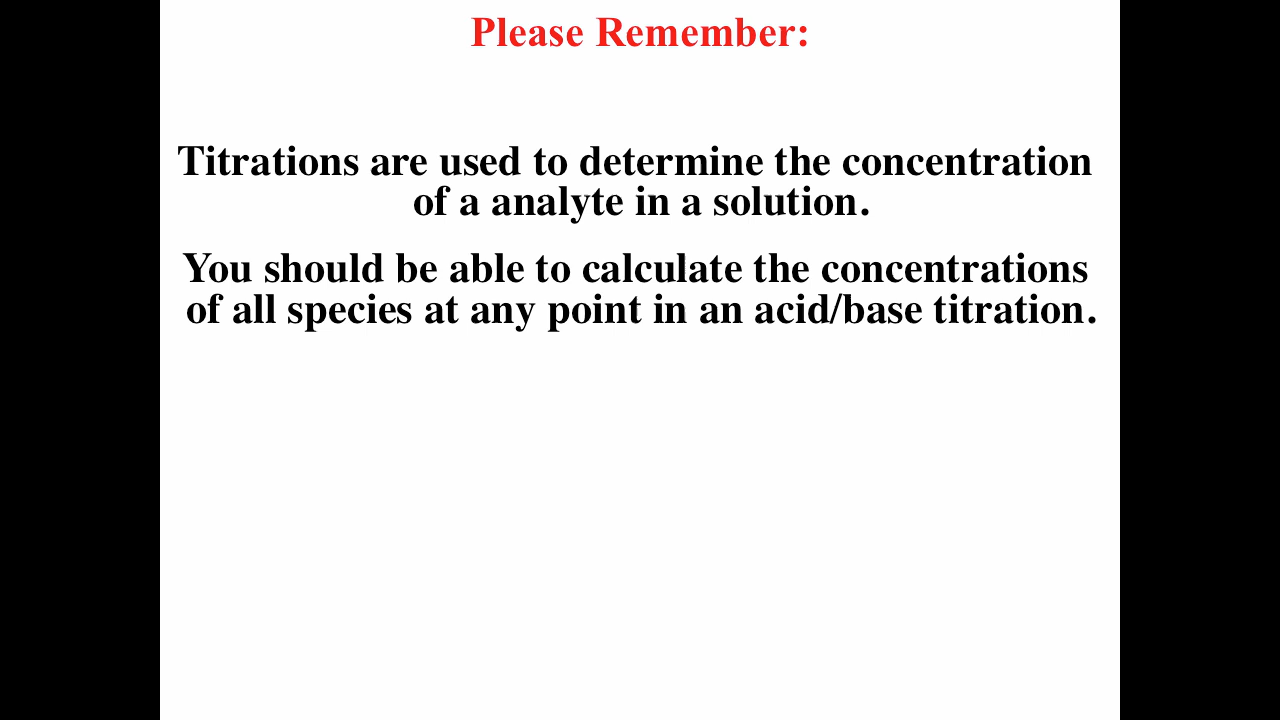 Please Remember:
Titrations are used to determine the concentration
of a analyte in a solution.
You should be able to calculate the concentrations
of all species at any point in an acid/base titration.